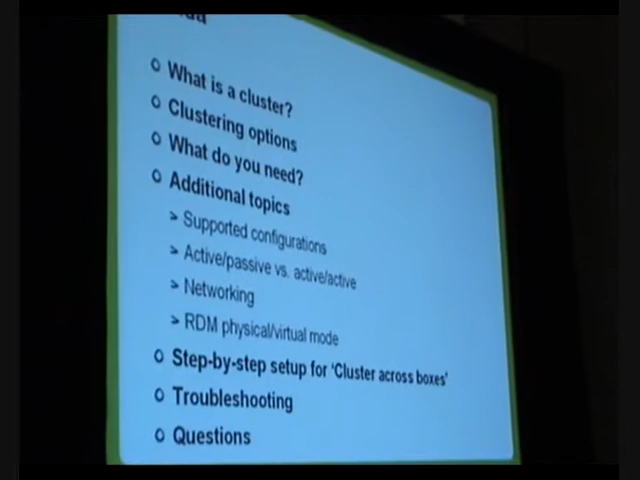 What is a cluster?
Clustering options
What do you need?
Additional topics
> Supported configurations
> Active/passive vs. active/active
> Networking
> RDM physical/virtual mode
Step-by-step setup for ‘Cluster across boxes’
Troubleshooting
Questions